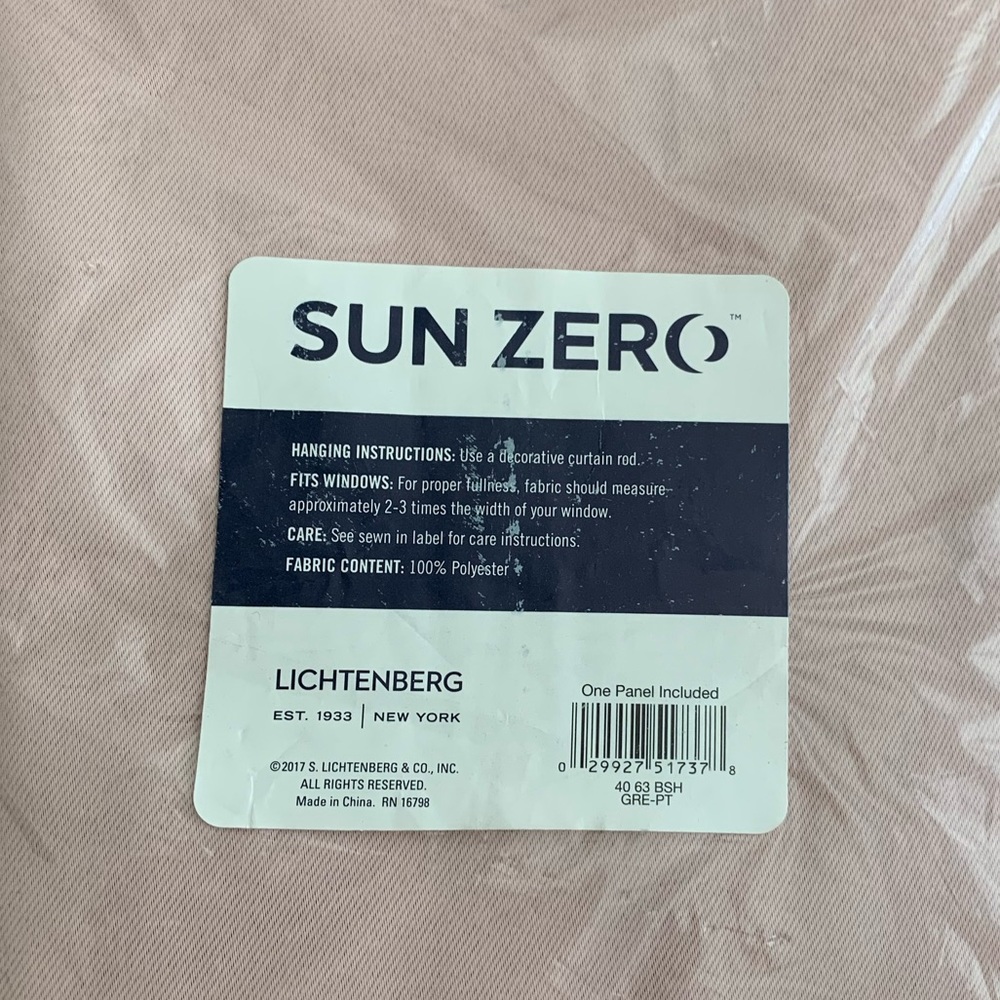 SUN ZERO™
HANGING INSTRUCTIONS: Use a decorative curtain rod.
FITS WINDOWS: For proper fullness, fabric should measure
approximately 2-3 times the width of your window.
CARE: See sewn in label for care instructions.
FABRIC CONTENT: 100% Polyester
LICHTENBERG
EST. 1933 | NEW YORK
©2017 S. LICHTENBERG & CO., INC.
ALL RIGHTS RESERVED.
Made in China. RN 16798
One Panel Included
0 29927 51737 8
40 63 BSH
GRE-PT